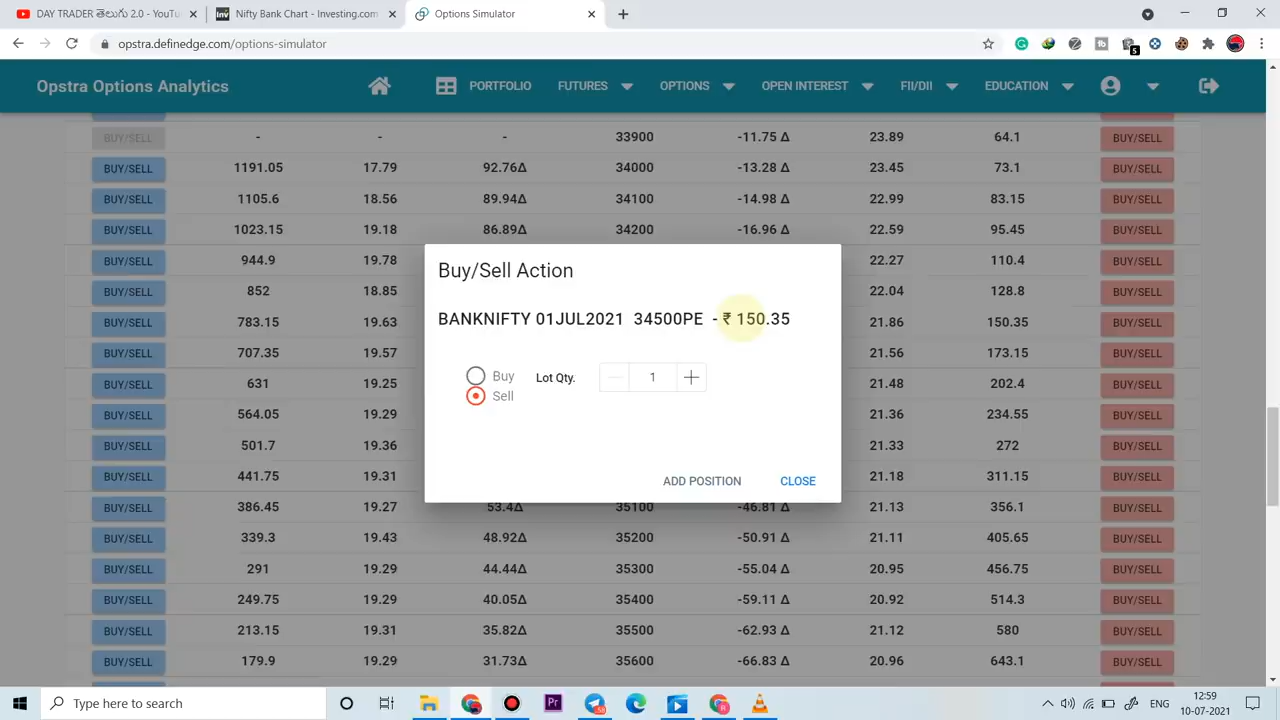 DAY TRADER తెలుగు 2.0 - YouTu
Nifty Bank Chart - Investing.com
Options Simulator
opstra.definedge.com/options-simulator
5
Opstra Options Analytics
PORTFOLIO
FUTURES
OPTIONS
OPEN INTEREST
FII/DII
EDUCATION
BUY/SELL - - - 33900 -11.75 Δ 23.89 64.1 BUY/SELL
BUY/SELL 1191.05 17.79 92.76Δ 34000 -13.28 Δ 23.45 73.1 BUY/SELL
BUY/SELL 1105.6 18.56 89.94Δ 34100 -14.98 Δ 22.99 83.15 BUY/SELL
BUY/SELL 1023.15 19.18 86.89Δ 34200 -16.96 Δ 22.59 95.45 BUY/SELL
BUY/SELL 944.9 19.78 22.27 110.4 BUY/SELL
BUY/SELL 852 18.85 22.04 128.8 BUY/SELL
BUY/SELL 783.15 19.63 21.86 150.35 BUY/SELL
BUY/SELL 707.35 19.57 21.56 173.15 BUY/SELL
BUY/SELL 631 19.25 21.48 202.4 BUY/SELL
BUY/SELL 564.05 19.29 21.36 234.55 BUY/SELL
BUY/SELL 501.7 19.36 21.33 272 BUY/SELL
BUY/SELL 441.75 19.31 21.18 311.15 BUY/SELL
BUY/SELL 386.45 19.27 53.4Δ 35100 -46.81 Δ 21.13 356.1 BUY/SELL
BUY/SELL 339.3 19.43 48.92Δ 35200 -50.91 Δ 21.11 405.65 BUY/SELL
BUY/SELL 291 19.29 44.44Δ 35300 -55.04 Δ 20.95 456.75 BUY/SELL
BUY/SELL 249.75 19.29 40.05Δ 35400 -59.11 Δ 20.92 514.3 BUY/SELL
BUY/SELL 213.15 19.31 35.82Δ 35500 -62.93 Δ 21.12 580 BUY/SELL
BUY/SELL 179.9 19.29 31.73Δ 35600 -66.83 Δ 20.96 643.1 BUY/SELL
Buy/Sell Action
BANKNIFTY 01JUL2021 34500PE - ₹ 150.35
Buy
Sell
Lot Qty.
1
ADD POSITION
CLOSE
Type here to search
ENG
12:59
10-07-2021